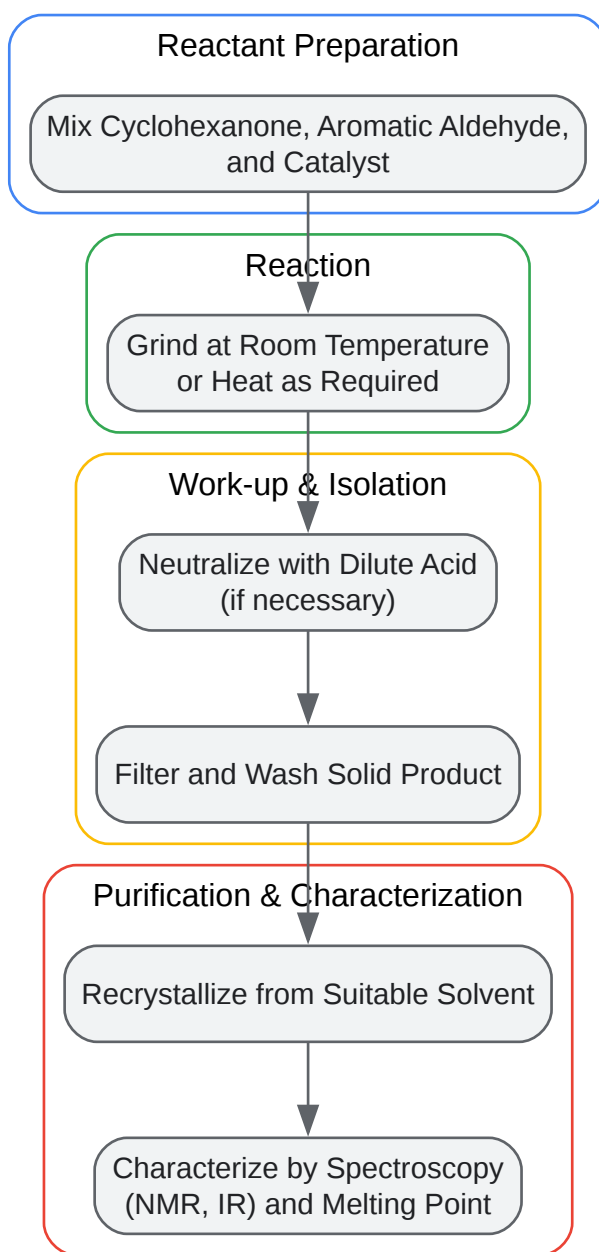 Reactant Preparation
Mix Cyclohexanone, Aromatic Aldehyde,
and Catalyst
Reaction
Grind at Room Temperature
or Heat as Required
Work-up & Isolation
Neutralize with Dilute Acid
(if necessary)
Filter and Wash Solid Product
Purification & Characterization
Recrystallize from Suitable Solvent
Characterize by Spectroscopy
(NMR, IR) and Melting Point